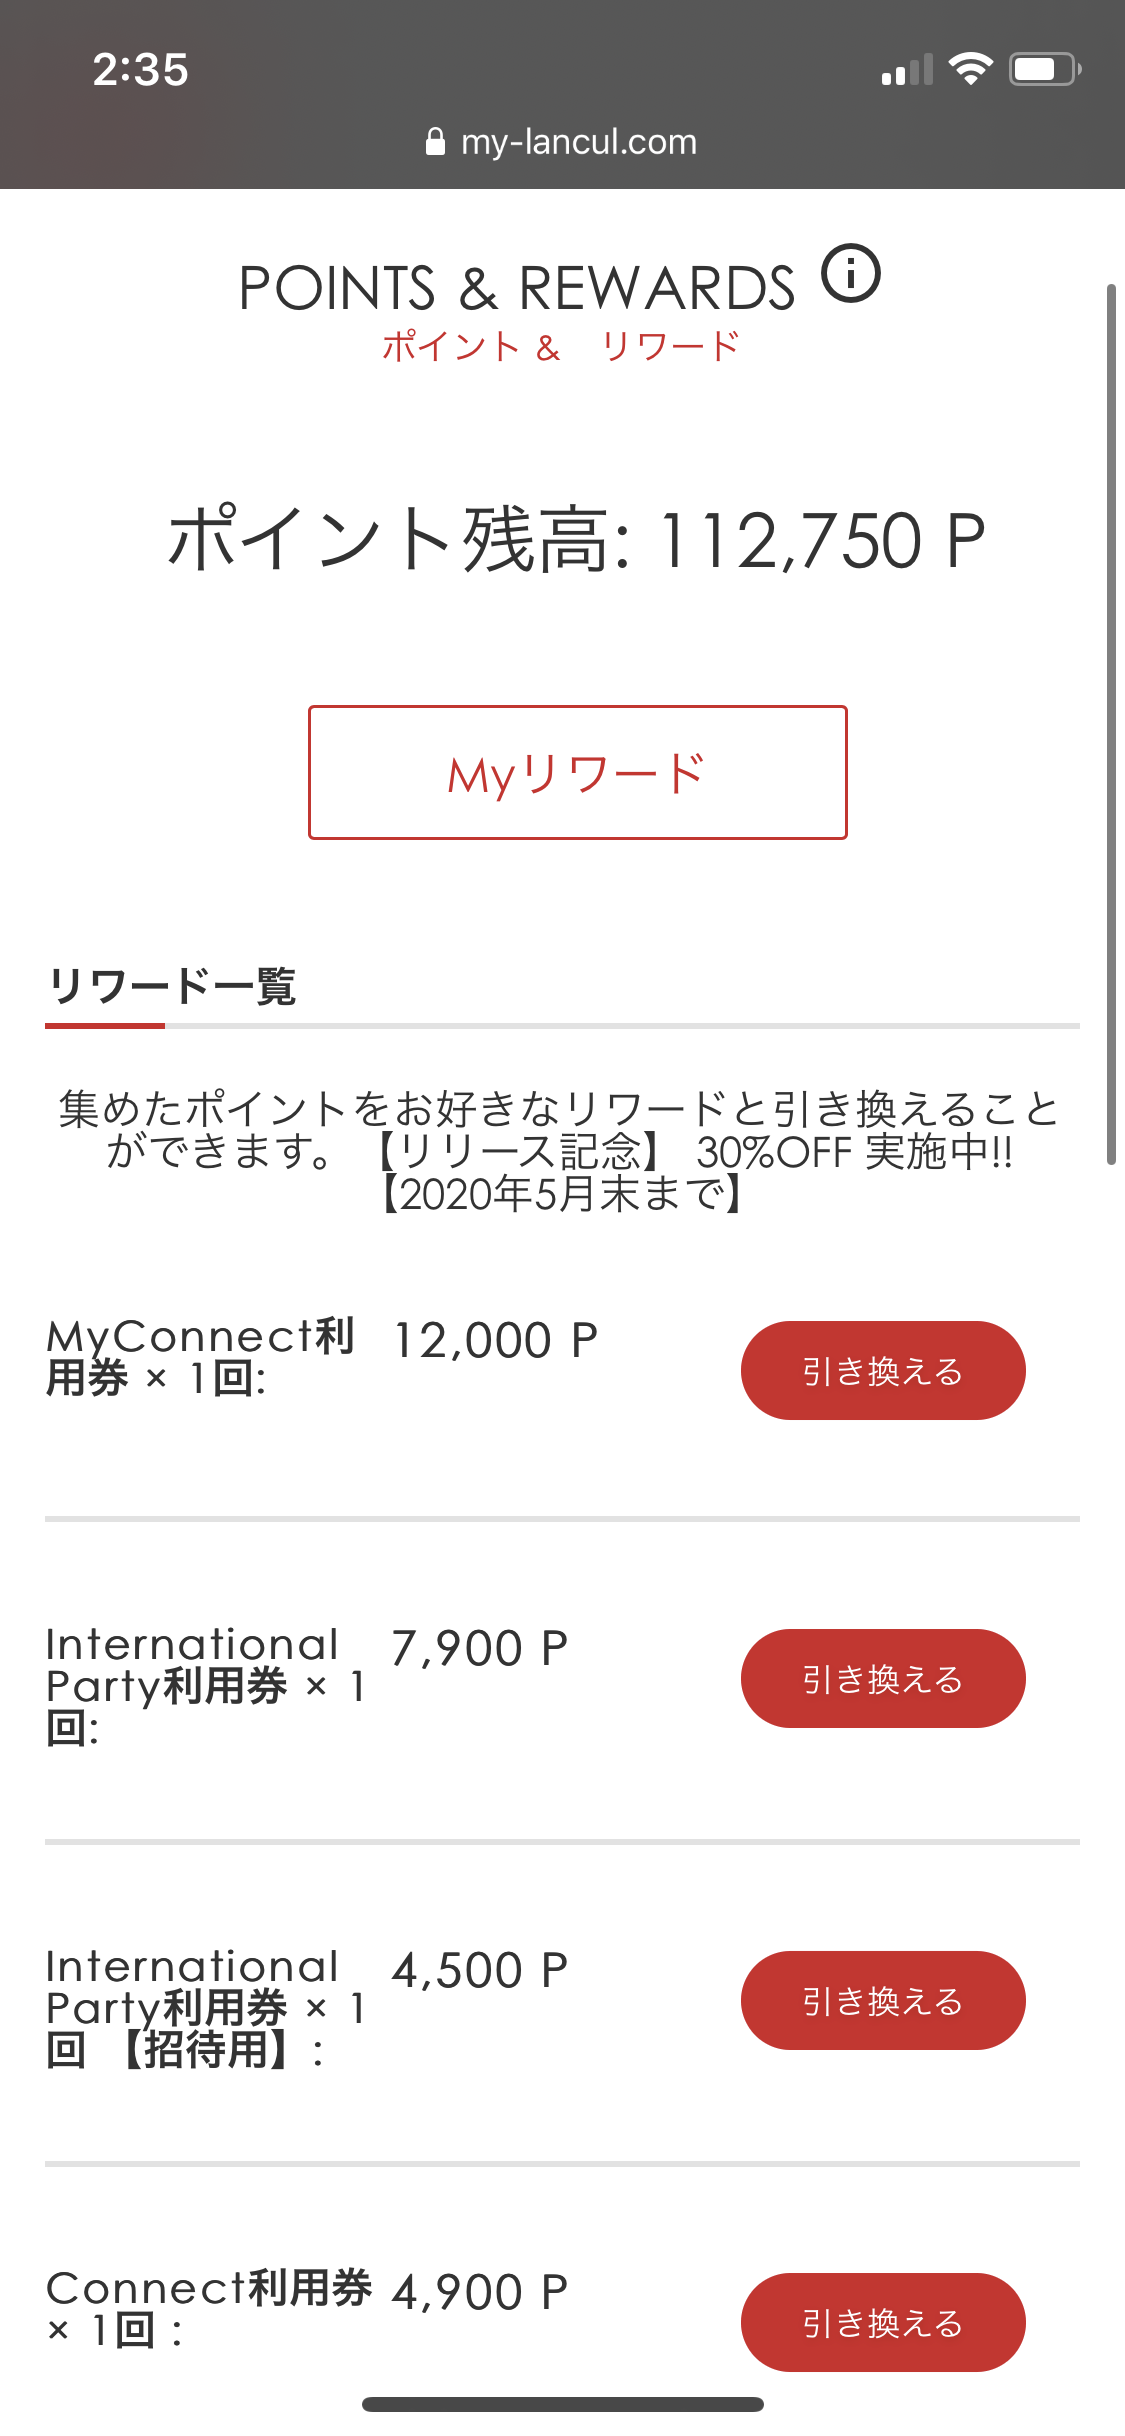 2:35
my-lancul.com
POINTS & REWARDS
ポイント &　リワード
ポイント残高: 112,750 P
Myリワード
リワード一覧
集めたポイントをお好きなリワードと引き換えること
ができます。 【リリース記念】 30%OFF 実施中!!
【2020年5月末まで】
MyConnect利 12,000 P
用券 × 1回:
引き換える
International 7,900 P
Party利用券 × 1
回:
引き換える
International 4,500 P
Party利用券 × 1
回 【招待用】:
引き換える
Connect利用券 4,900 P
× 1回 :
引き換える